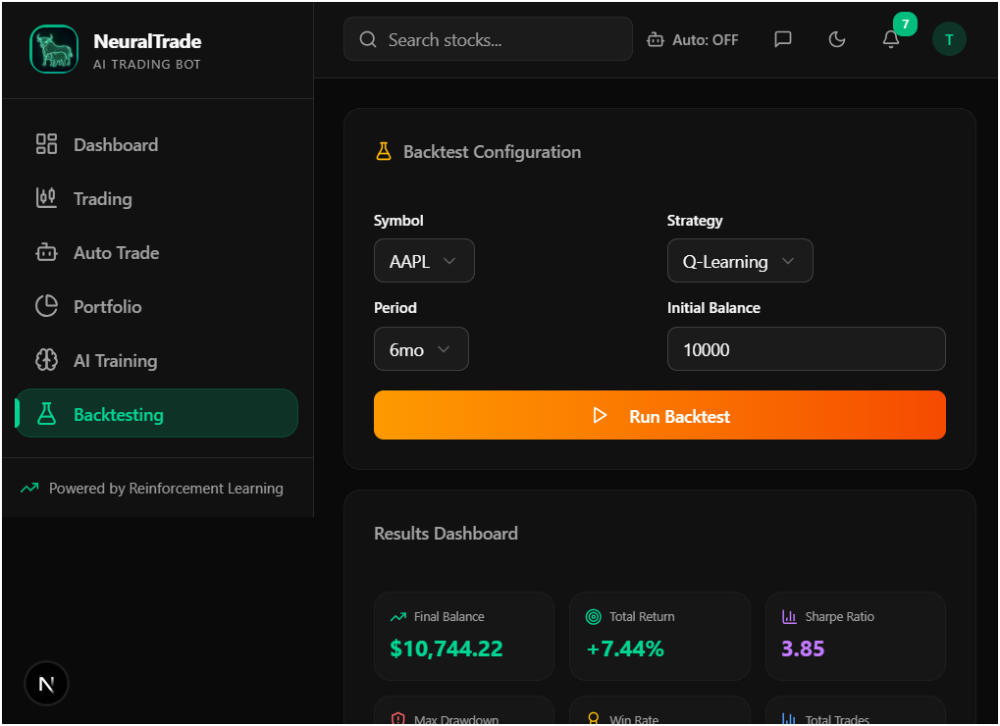 NeuralTrade
AI TRADING BOT
Search stocks...
Auto: OFF
7
T
Dashboard
Trading
Auto Trade
Portfolio
AI Training
Backtesting
Powered by Reinforcement Learning
N
Backtest Configuration
Symbol
Strategy
AAPL
Q-Learning
Period
Initial Balance
6mo
10000
Run Backtest
Results Dashboard
Final Balance
$10,744.22
Total Return
+7.44%
Sharpe Ratio
3.85
Max Drawdown
Win Rate
Total Trades